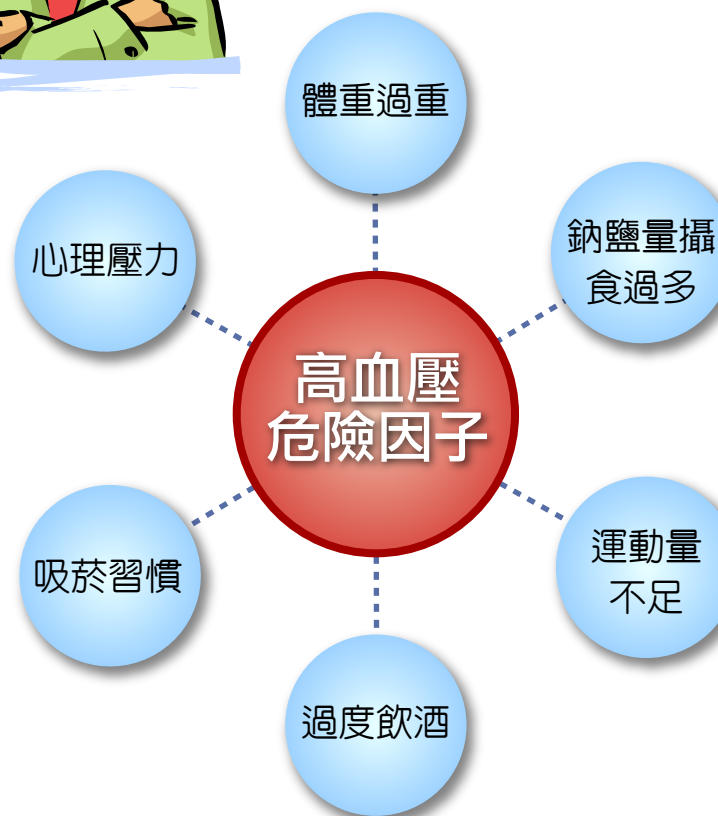 體重過重
心理壓力
鈉鹽量攝
食過多
高血壓
危險因子
吸菸習慣
運動量
不足
過度飲酒